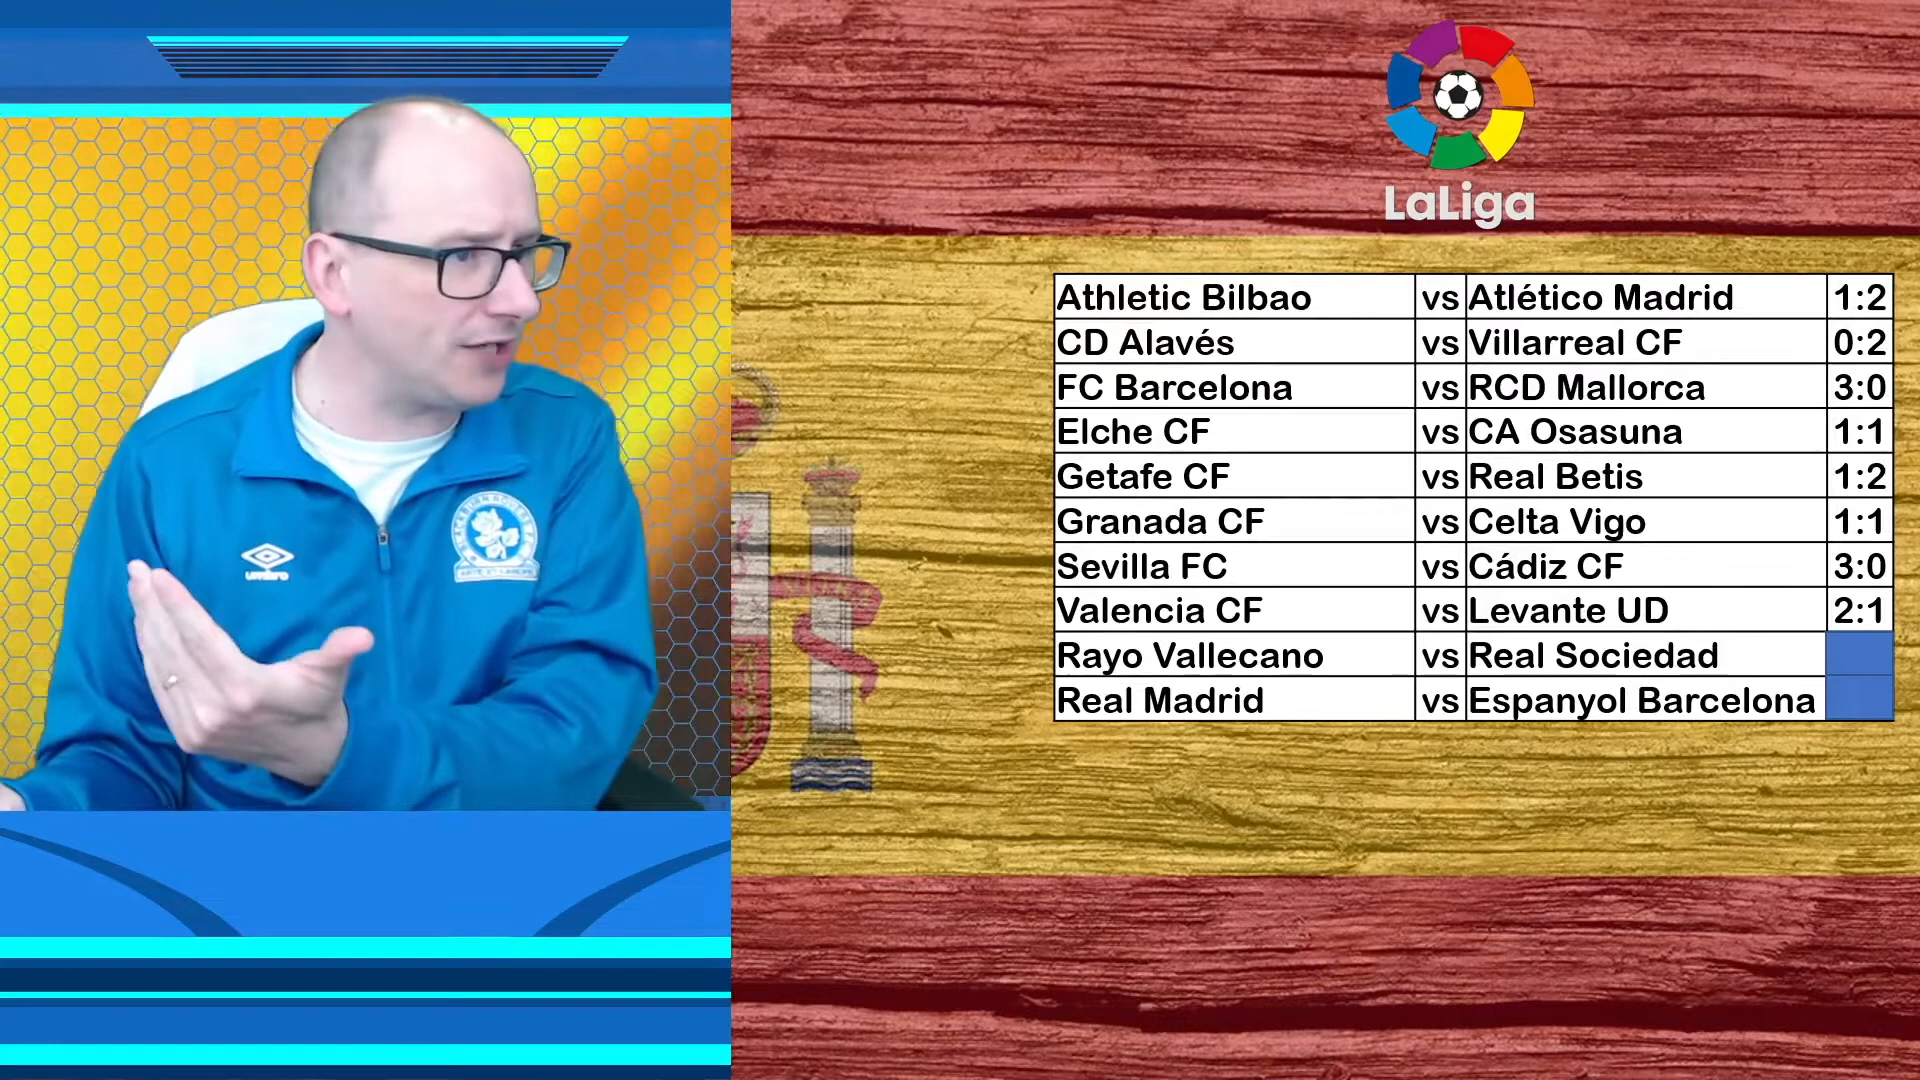 LaLiga
Athletic Bilbao vs Atlético Madrid 1:2
CD Alavés vs Villarreal CF 0:2
FC Barcelona vs RCD Mallorca 3:0
Elche CF vs CA Osasuna 1:1
Getafe CF vs Real Betis 1:2
Granada CF vs Celta Vigo 1:1
Sevilla FC vs Cádiz CF 3:0
Valencia CF vs Levante UD 2:1
Rayo Vallecano vs Real Sociedad
Real Madrid vs Espanyol Barcelona
umbro